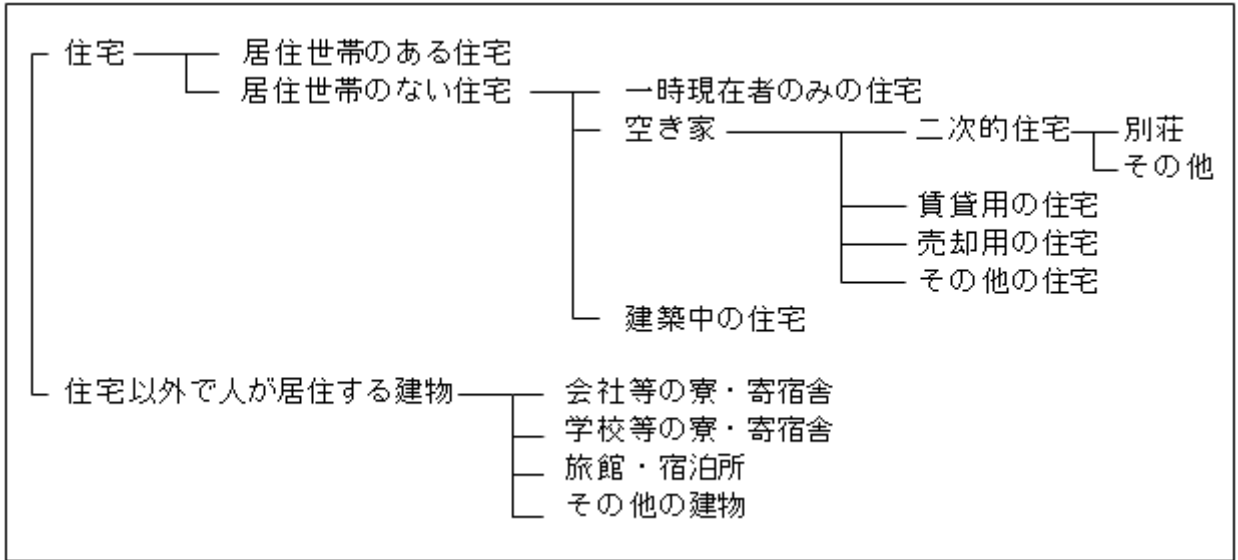 住宅 居住世帯のある住宅
居住世帯のない住宅 一時現在者のみの住宅
空き家 二次的住宅 別荘
その他
賃貸用の住宅
売却用の住宅
その他の住宅
建築中の住宅
住宅以外で人が居住する建物 会社等の寮・寄宿舎
学校等の寮・寄宿舎
旅館・宿泊所
その他の建物